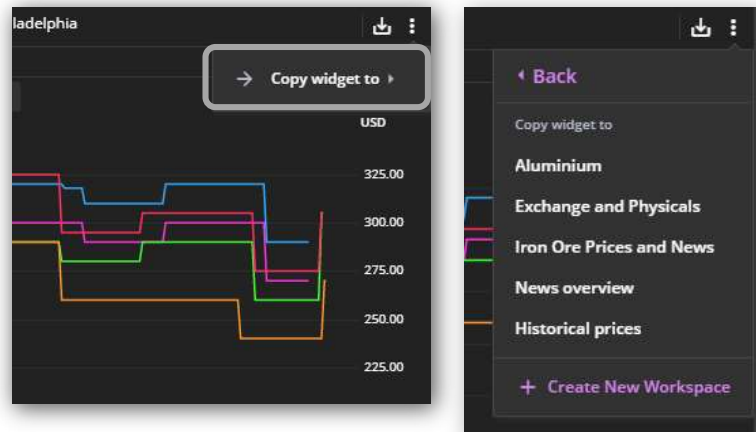 ladelphia
Copy widget to
USD
325.00
300.00
275.00
250.00
225.00
Back
Copy widget to
Aluminium
Exchange and Physicals
Iron Ore Prices and News
News overview
Historical prices
+ Create New Workspace